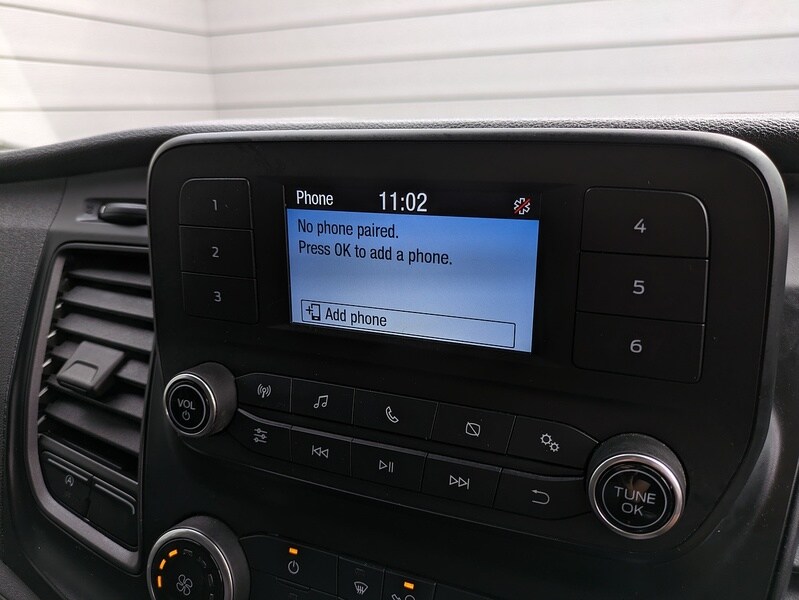 Phone 11:02
No phone paired.
Press OK to add a phone.
Add phone
1
2
3
4
5
6
VOL
TUNE
OK